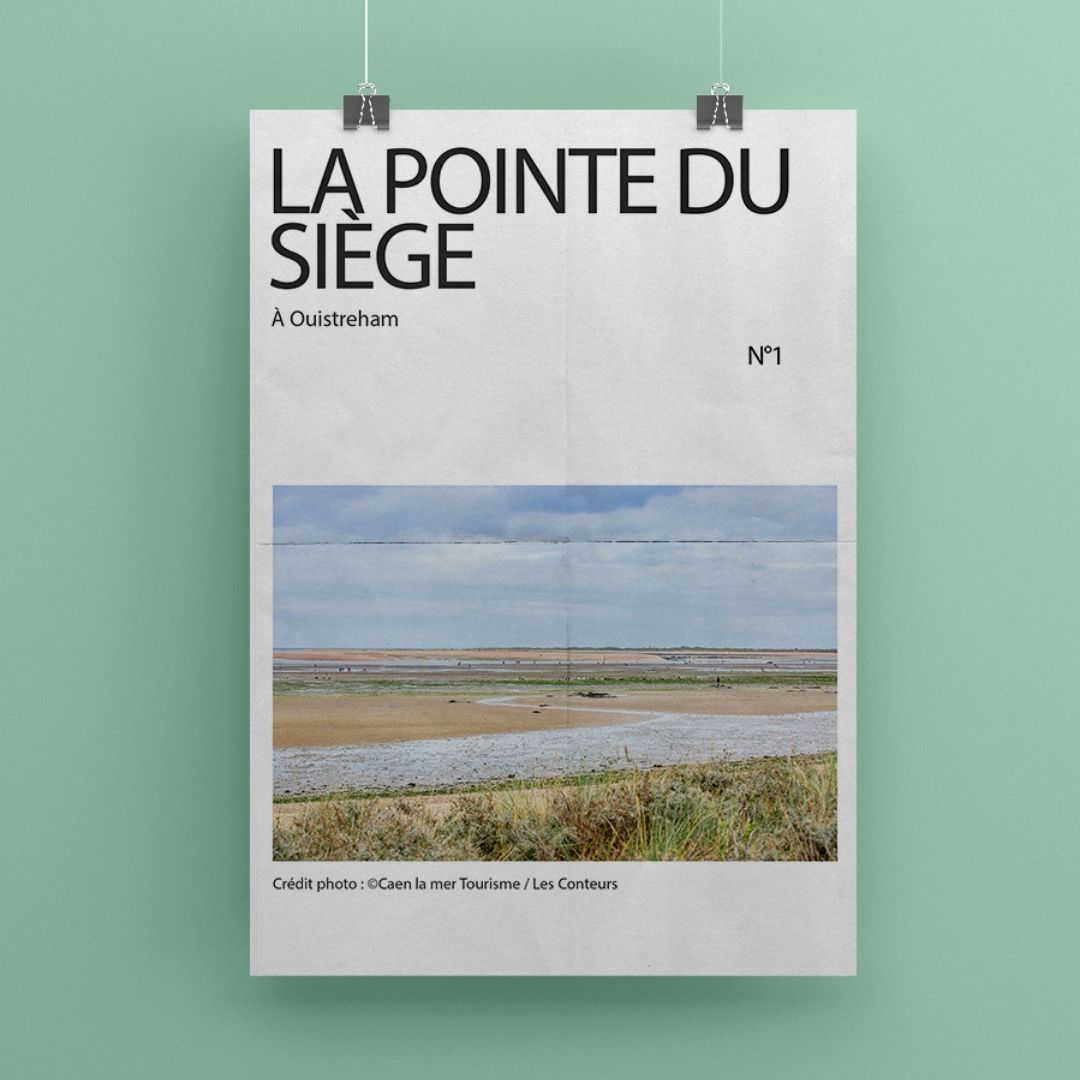 LA POINTE DU
SIÈGE
À Ouistreham
N°1
Crédit photo : ©Caen la mer Tourisme / Les Conteurs